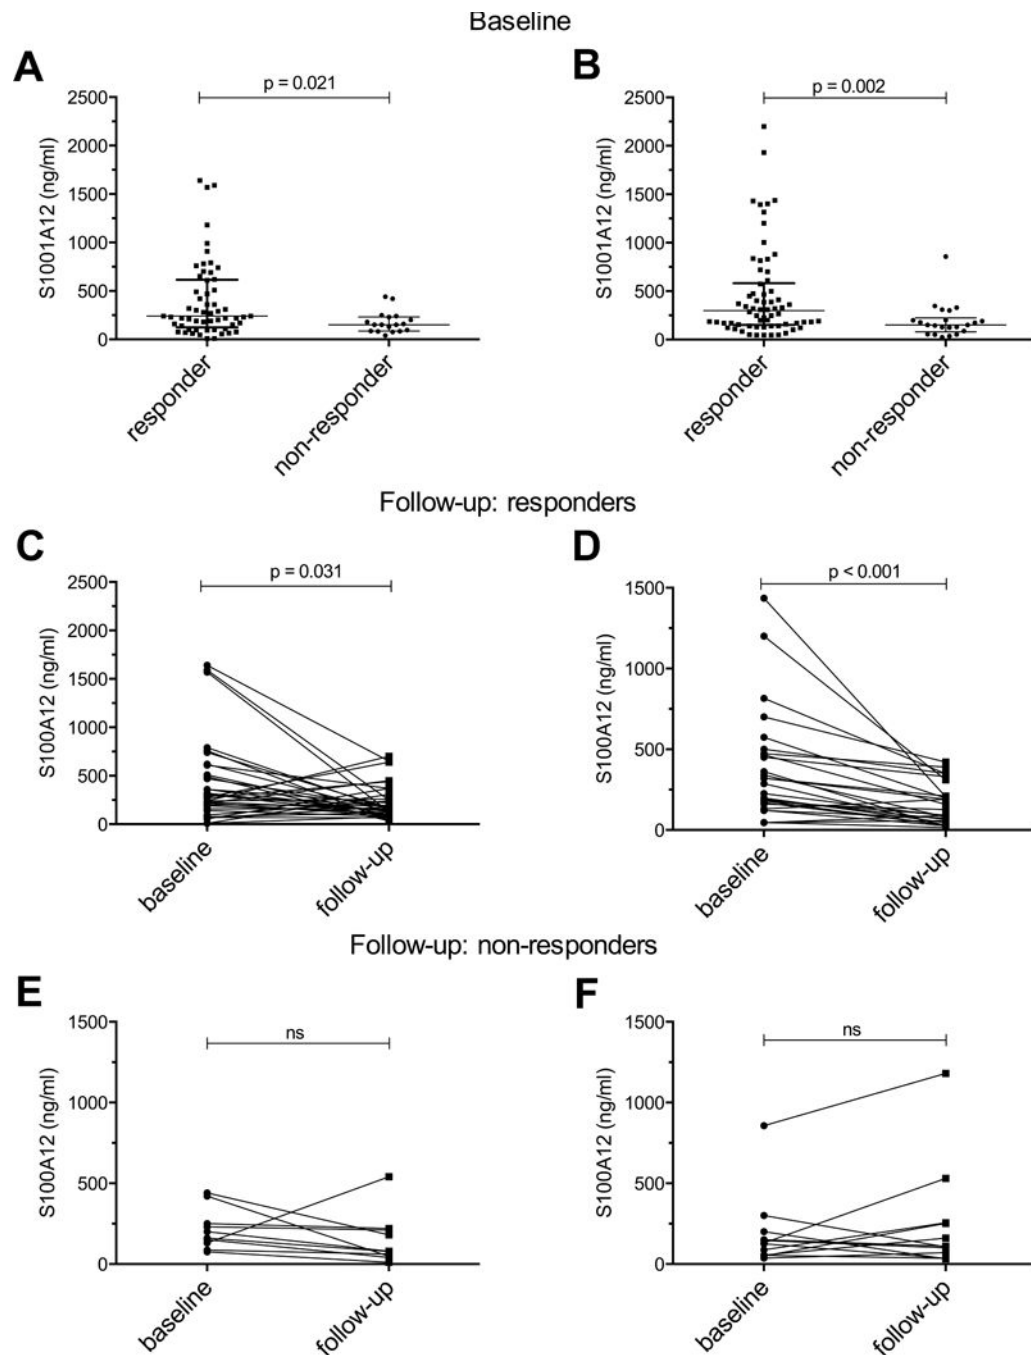 Baseline
A
B
p = 0.021
p = 0.002
2500
2000
1500
1000
500
0
S1001A12 (ng/ml)
responder
non-responder
2500
2000
1500
1000
500
0
S1001A12 (ng/ml)
responder
non-responder
Follow-up: responders
C
D
p = 0.031
p < 0.001
2500
2000
1500
1000
500
0
S100A12 (ng/ml)
baseline
follow-up
1500
1000
500
0
S100A12 (ng/ml)
baseline
follow-up
Follow-up: non-responders
E
F
ns
ns
1500
1000
500
0
S100A12 (ng/ml)
baseline
follow-up
1500
1000
500
0
S100A12 (ng/ml)
baseline
follow-up